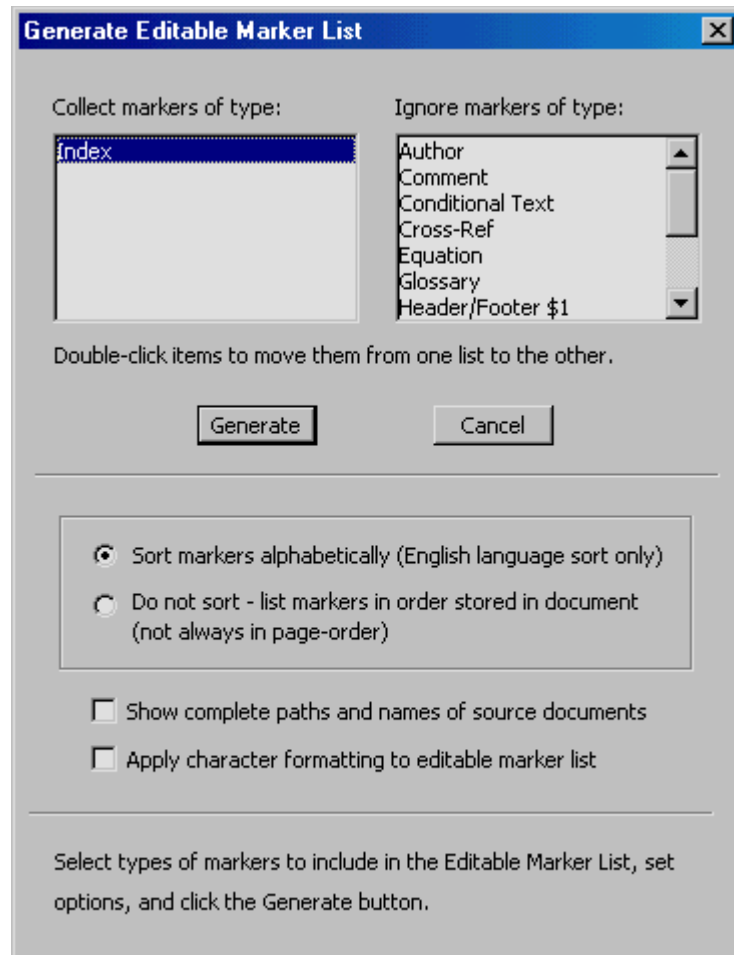 Generate Editable Marker List
Collect markers of type:
Index
Ignore markers of type:
Author
Comment
Conditional Text
Cross-Ref
Equation
Glossary
Header/Footer $1
Double-click items to move them from one list to the other.
Generate
Cancel
Sort markers alphabetically (English language sort only)
Do not sort - list markers in order stored in document
(not always in page-order)
Show complete paths and names of source documents
Apply character formatting to editable marker list
Select types of markers to include in the Editable Marker List, set
options, and click the Generate button.